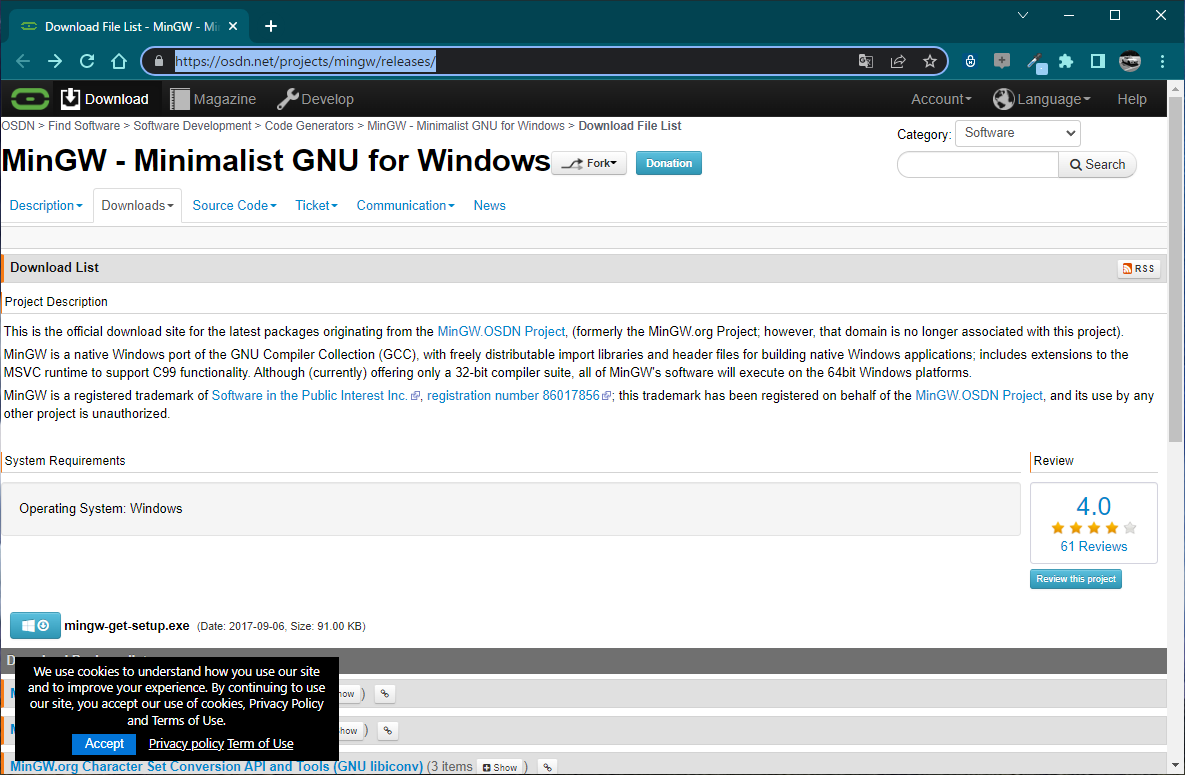 Download File List - MinGW - Mi
https://osdn.net/projects/mingw/releases/
Download
Magazine
Develop
Account
Language
Help
OSDN > Find Software > Software Development > Code Generators > MinGW - Minimalist GNU for Windows > Download File List
Category:
Software
MinGW - Minimalist GNU for Windows
Fork
Donation
Search
Description
Downloads
Source Code
Ticket
Communication
News
Download List
RSS
Project Description
This is the official download site for the latest packages originating from the MinGW.OSDN Project, (formerly the MinGW.org Project; however, that domain is no longer associated with this project).
MinGW is a native Windows port of the GNU Compiler Collection (GCC), with freely distributable import libraries and header files for building native Windows applications; includes extensions to the
MSVC runtime to support C99 functionality. Although (currently) offering only a 32-bit compiler suite, all of MinGW's software will execute on the 64bit Windows platforms.
MinGW is a registered trademark of Software in the Public Interest Inc. , registration number 86017856 ; this trademark has been registered on behalf of the MinGW.OSDN Project, and its use by any
other project is unauthorized.
System Requirements
Review
Operating System: Windows
4.0
61 Reviews
Review this project
mingw-get-setup.exe (Date: 2017-09-06, Size: 91.00 KB)
We use cookies to understand how you use our site
and to improve your experience. By continuing to use
our site, you accept our use of cookies, Privacy Policy
and Terms of Use.
Accept
Privacy policy Term of Use
MinGW.org Character Set Conversion API and Tools (GNU libiconv) (3 items Show )